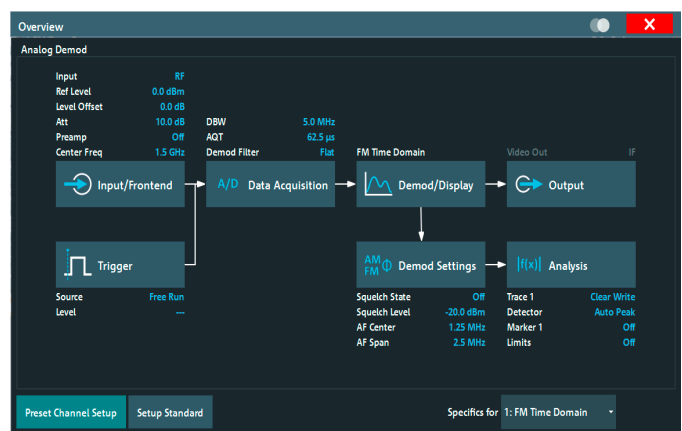 Overview
Analog Demod
Input RF
Ref Level 0.0 dBm
Level Offset 0.0 dB
Att 10.0 dB
Preamp Off
Center Freq 1.5 GHz
DBW 5.0 MHz
AQT 62.5 µs
Demod Filter Flat
FM Time Domain
Video Out IF
Input/Frontend
A/D Data Acquisition
Demod/Display
Output
Trigger
AM FM Φ Demod Settings
|f(x)| Analysis
Source Free Run
Level ---
Squelch State Off
Squelch Level -20.0 dBm
AF Center 1.25 MHz
AF Span 2.5 MHz
Trace 1 Clear Write
Detector Auto Peak
Marker 1 Off
Limits Off
Preset Channel Setup
Setup Standard
Specifics for 1: FM Time Domain